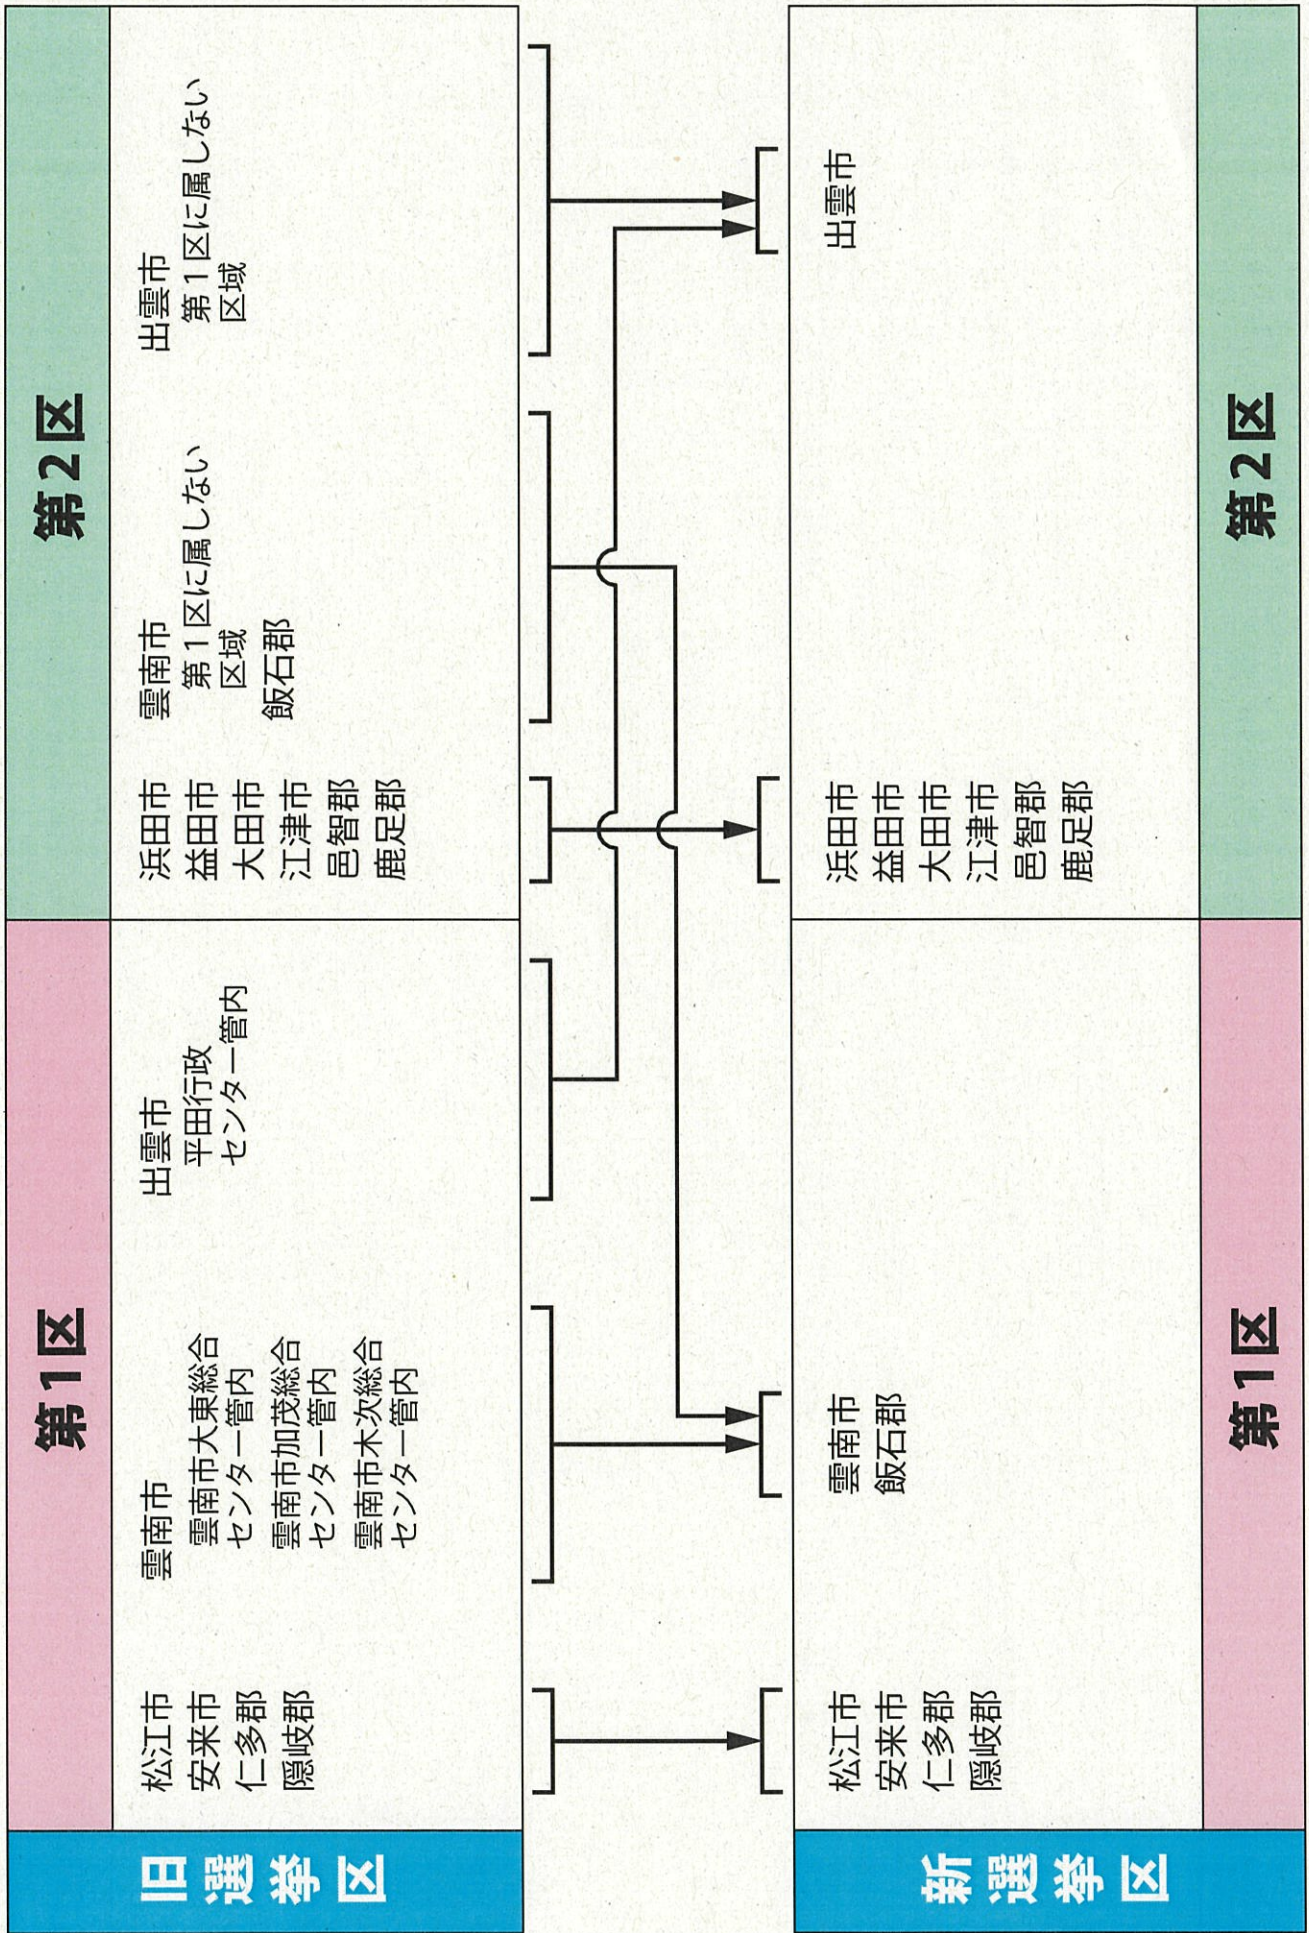 旧選挙区
第1区
松江市
安来市
仁多郡
隠岐郡
雲南市
雲南市大東総合
センター管内
雲南市加茂総合
センター管内
雲南市木次総合
センター管内
出雲市
平田行政
センター管内
第2区
浜田市
益田市
大田市
江津市
邑智郡
鹿足郡
雲南市
第1区に属しない
区域
飯石郡
出雲市
第1区に属しない
区域
新選挙区
松江市
安来市
仁多郡
隠岐郡
雲南市
飯石郡
第1区
浜田市
益田市
大田市
江津市
邑智郡
鹿足郡
出雲市
第2区